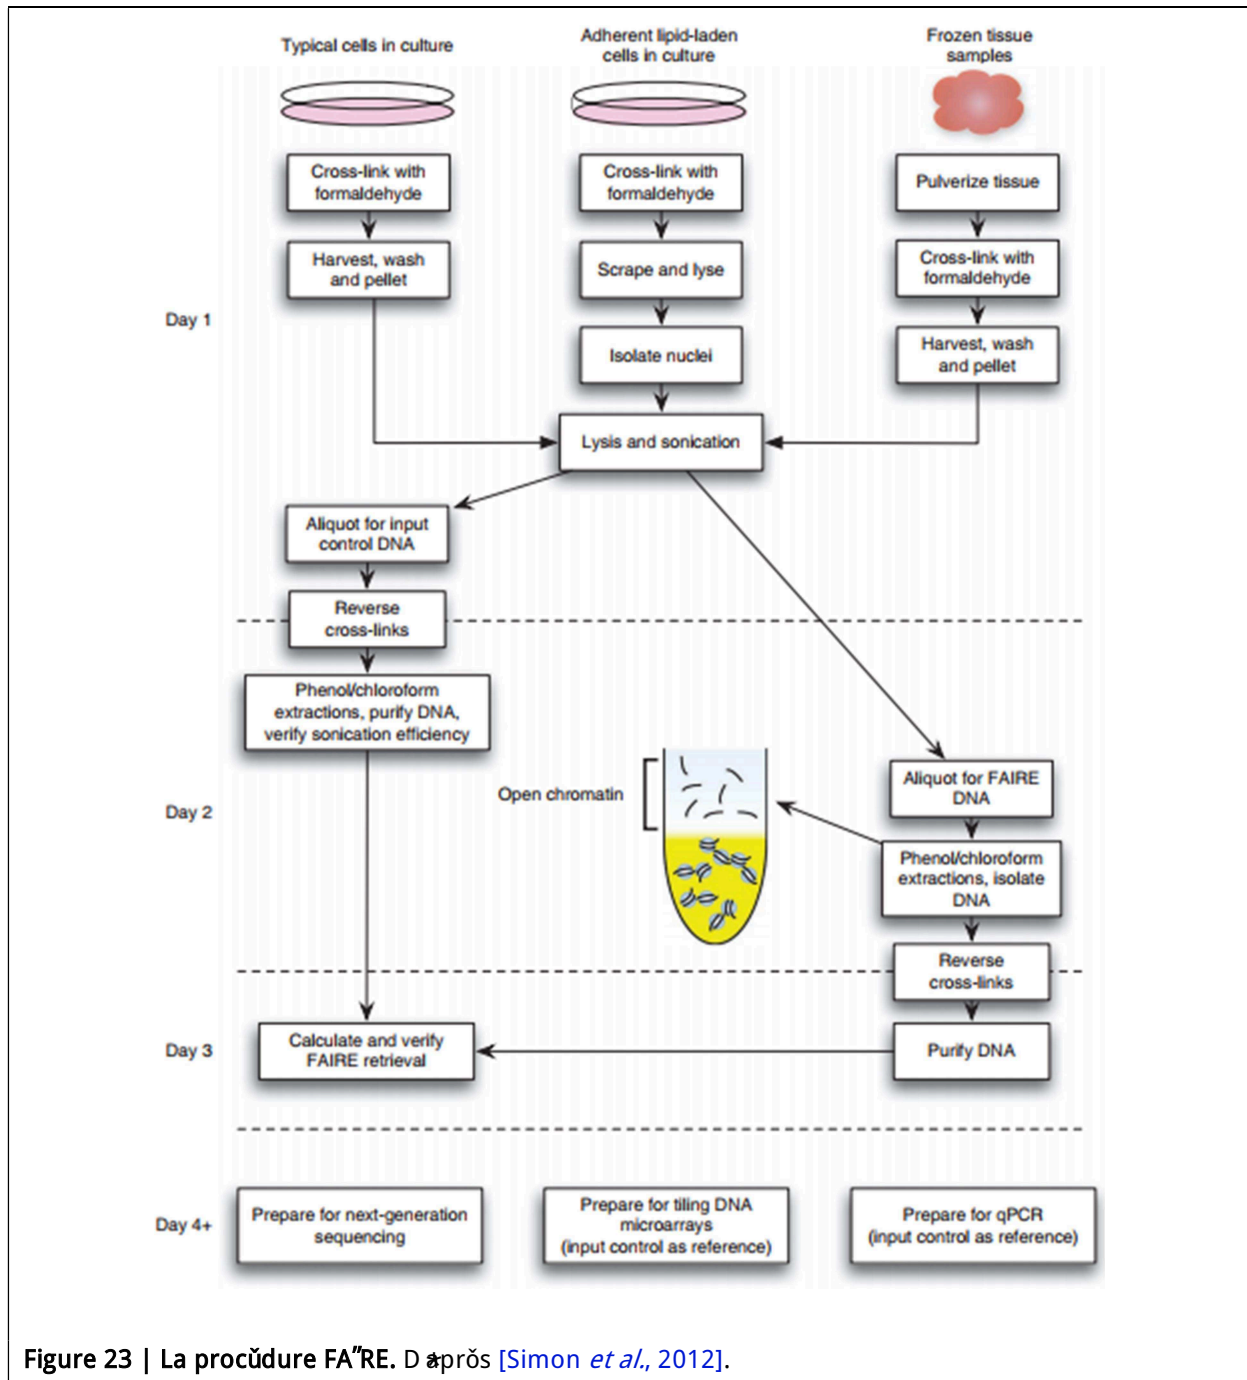 Typical cells in culture
Adherent lipid-laden
cells in culture
Frozen tissue
samples
Cross-link with
formaldehyde
Cross-link with
formaldehyde
Pulverize tissue
Harvest, wash
and pellet
Scrape and lyse
Cross-link with
formaldehyde
Day 1
Isolate nuclei
Harvest, wash
and pellet
Lysis and sonication
Aliquot for input
control DNA
Reverse
cross-links
Phenol/chloroform
extractions, purify DNA,
verify sonication efficiency
Day 2
Open chromatin
Aliquot for FAIRE
DNA
Phenol/chloroform
extractions, isolate
DNA
Reverse
cross-links
Day 3
Calculate and verify
FAIRE retrieval
Purify DNA
Day 4+
Prepare for next-generation
sequencing
Prepare for tiling DNA
microarrays
(input control as reference)
Prepare for qPCR
(input control as reference)
Figure 23 | La procŭdure FA"RE. D aprŏs [Simon et al., 2012].